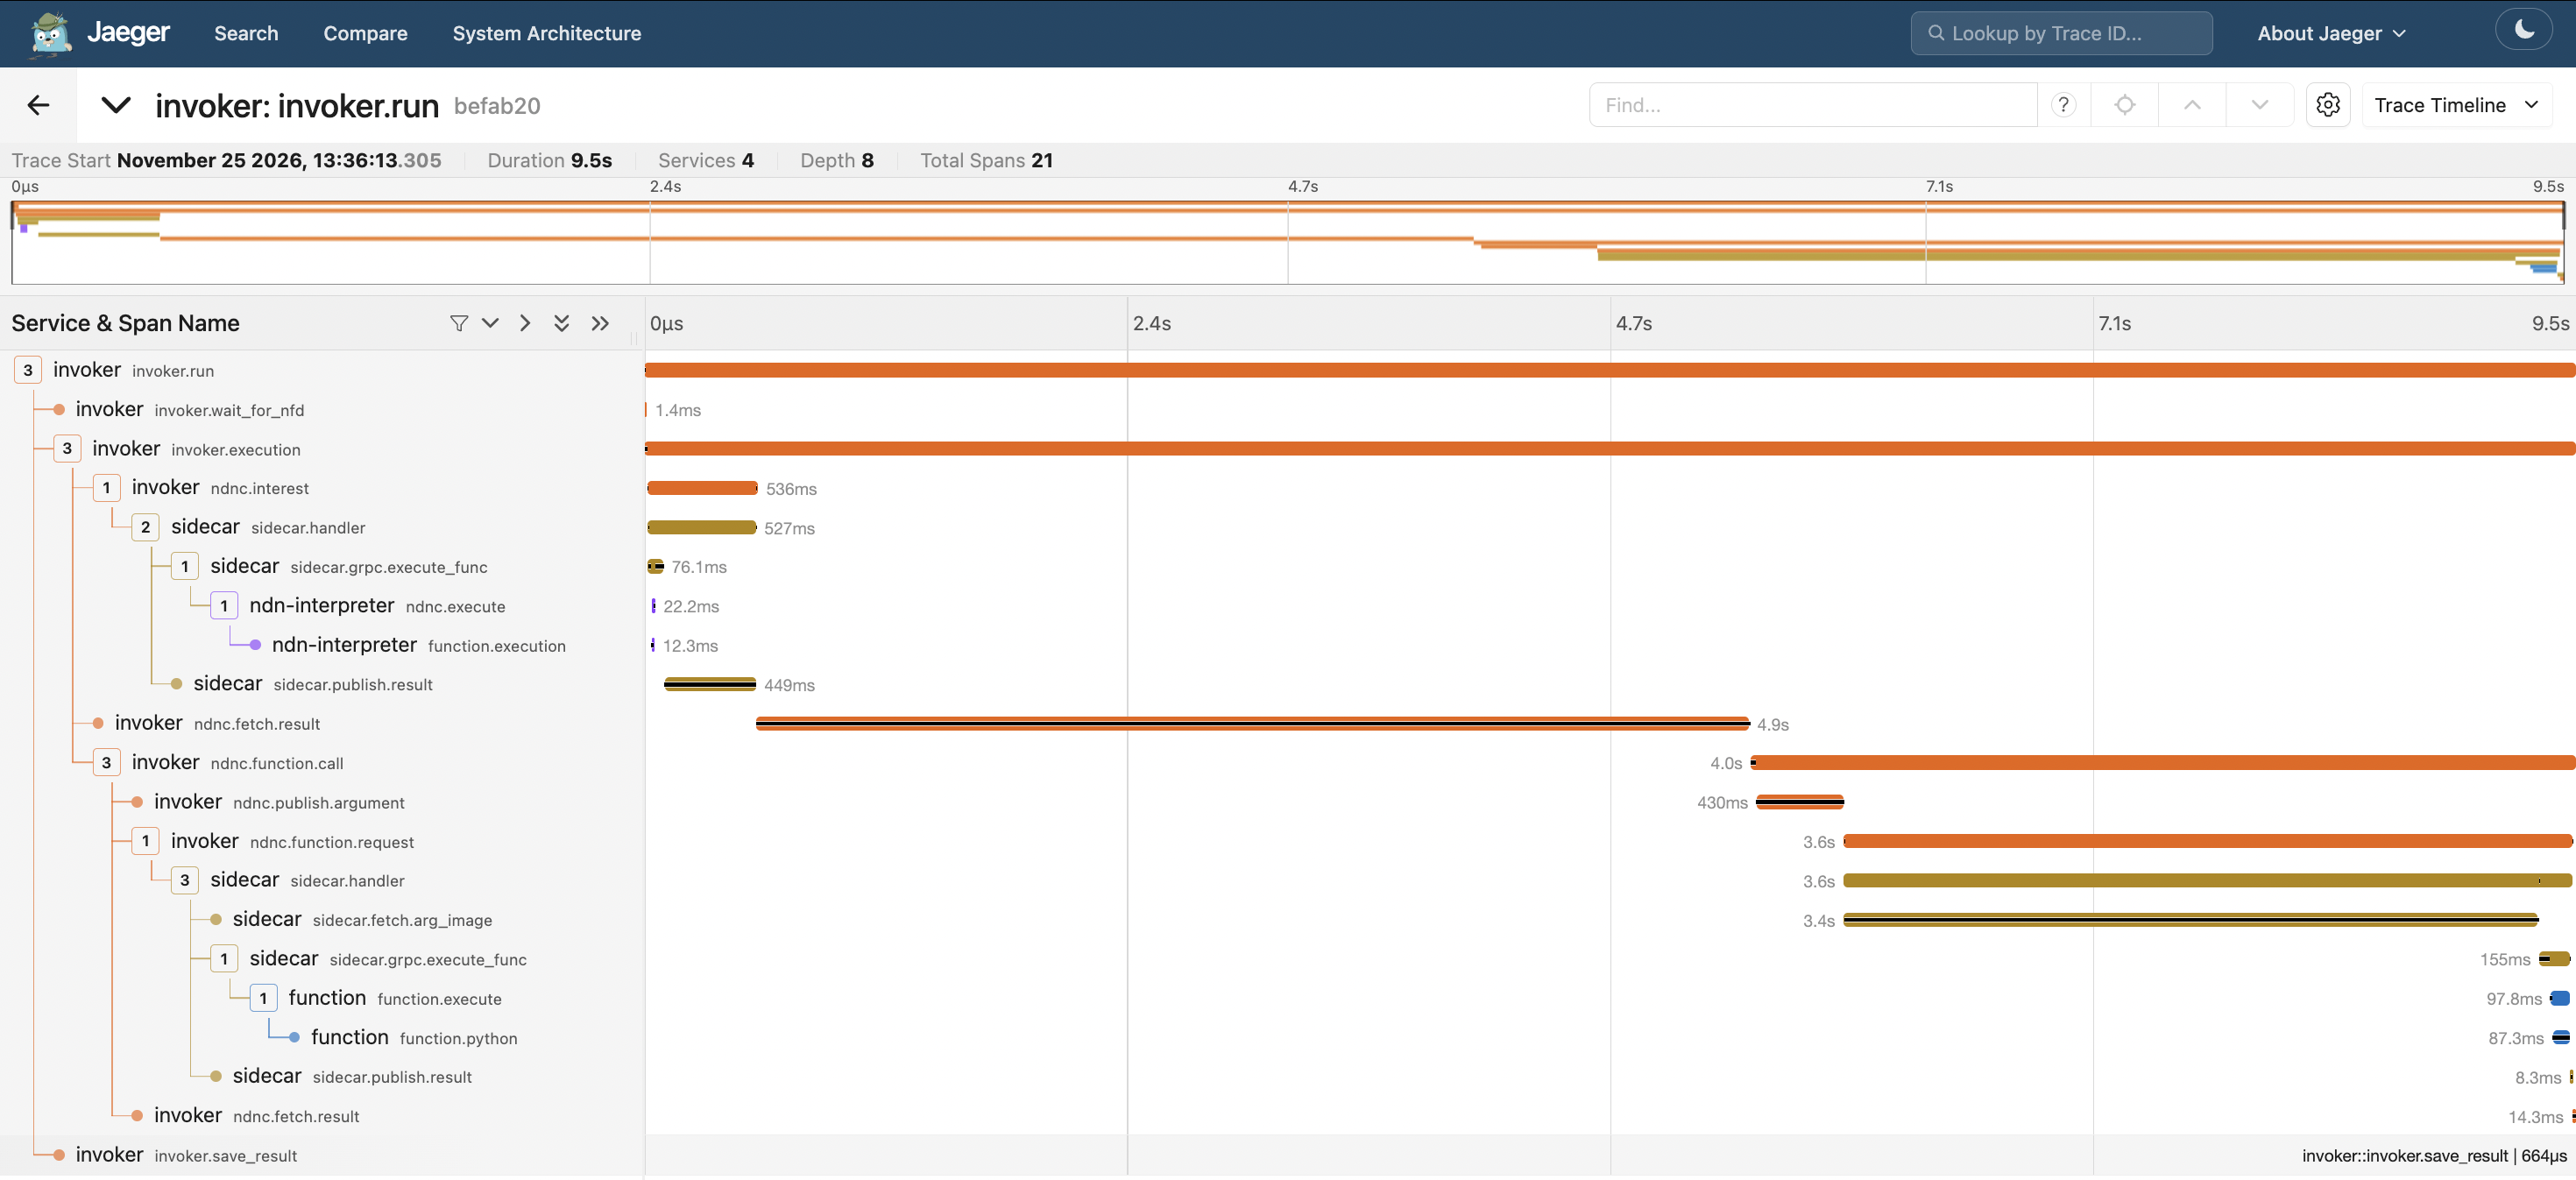 Jaeger Search Compare System Architecture Lookup by Trace ID... About Jaeger
invoker: invoker.run befab20 Find... ? Trace Timeline
Trace Start November 25 2026, 13:36:13.305 Duration 9.5s Services 4 Depth 8 Total Spans 21
0μs 2.4s 4.7s 7.1s 9.5s
Service & Span Name 0μs 2.4s 4.7s 7.1s 9.5s
3 invoker invoker.run
invoker invoker.wait_for_nfd 1.4ms
3 invoker invoker.execution
1 invoker ndnc.interest 536ms
2 sidecar sidecar.handler 527ms
1 sidecar sidecar.grpc.execute_func 76.1ms
1 ndn-interpreter ndnc.execute 22.2ms
ndn-interpreter function.execution 12.3ms
sidecar sidecar.publish.result 449ms
invoker ndnc.fetch.result 4.9s
3 invoker ndnc.function.call 4.0s
invoker ndnc.publish.argument 430ms
1 invoker ndnc.function.request 3.6s
3 sidecar sidecar.handler 3.6s
sidecar sidecar.fetch.arg_image 3.4s
1 sidecar sidecar.grpc.execute_func 155ms
1 function function.execute 97.8ms
function function.python 87.3ms
sidecar sidecar.publish.result 8.3ms
invoker ndnc.fetch.result 14.3ms
invoker invoker.save_result invoker::invoker.save_result | 664μs